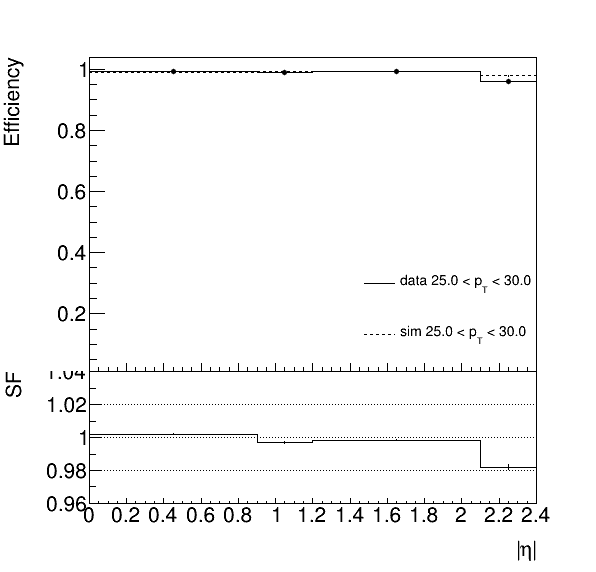 Efficiency
1
0.8
0.6
0.4
0.2
data 25.0 < pT < 30.0
sim 25.0 < pT < 30.0
SF
1.04
1.02
1
0.98
0.96
0 0.2 0.4 0.6 0.8 1 1.2 1.4 1.6 1.8 2 2.2 2.4
|η|